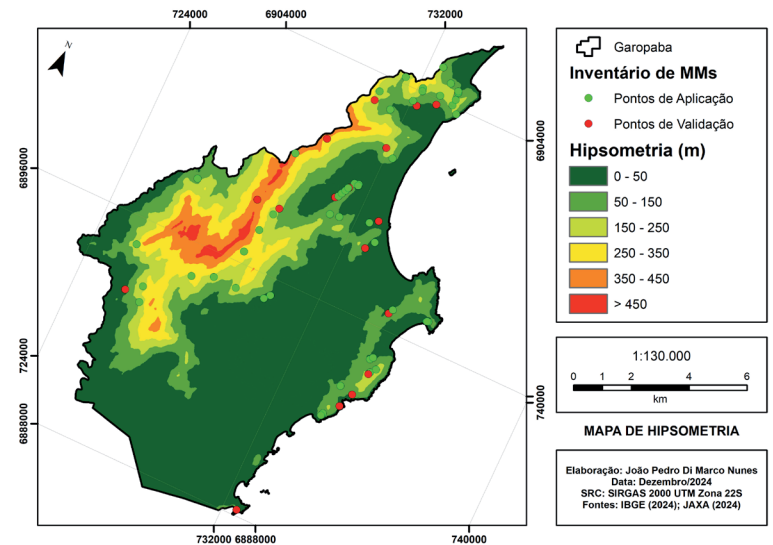 724000
6904000
732000
N
6896000
6904000
724000
6888000
740000
732000
6888000
740000
Garopaba
Inventário de MMs
Pontos de Aplicação
Pontos de Validação
Hipsometria (m)
0 - 50
50 - 150
150 - 250
250 - 350
350 - 450
> 450
1:130.000
0 1 2 4 6
km
MAPA DE HIPSOMETRIA
Elaboração: João Pedro Di Marco Nunes
Data: Dezembro/2024
SRC: SIRGAS 2000 UTM Zona 22S
Fontes: IBGE (2024); JAXA (2024)